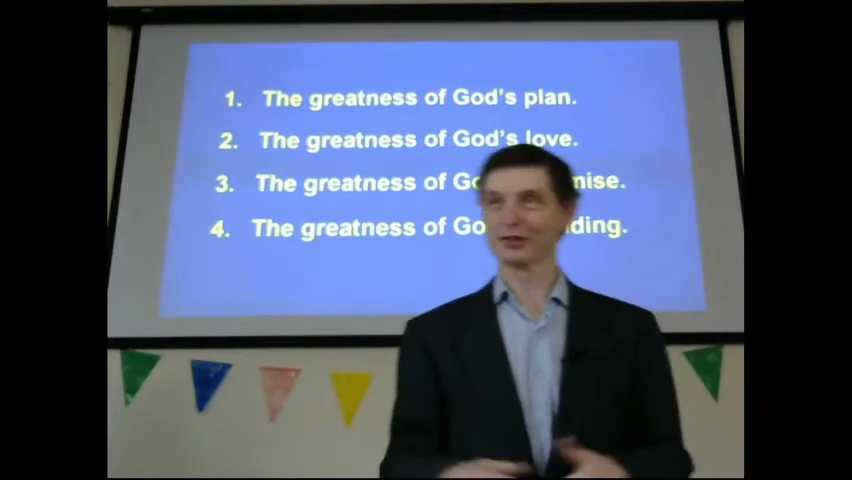 1. The greatness of God's plan.
2. The greatness of God's love.
3. The greatness of
4. The greatness of